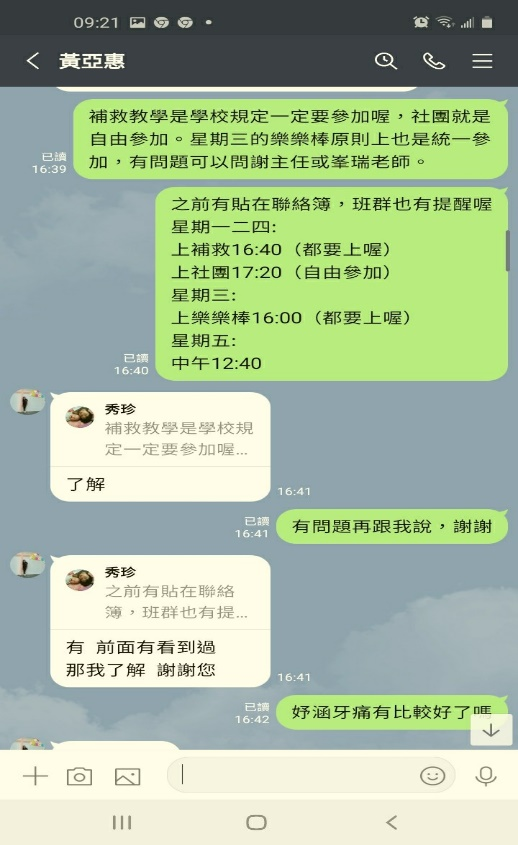 09:21
黃亞惠
補救教學是學校規定一定要參加喔，社團就是
自由參加。星期三的樂樂棒原則上也是統一參
加，有問題可以問謝主任或峯瑞老師。
已讀
16:39
之前有貼在聯絡簿，班群也有提醒喔
星期一二四:
上補救16:40（都要上喔）
上社團17:20（自由參加）
星期三:
上樂樂棒16:00（都要上喔）
星期五:
中午12:40
已讀
16:40
秀珍
補救教學是學校規
定一定要參加喔...
了解
16:41
有問題再跟我說，謝謝
已讀
16:41
秀珍
之前有貼在聯絡
簿，班群也有提...
有 前面有看到過
那我了解 謝謝您
16:41
妤涵牙痛有比較好了嗎
已讀
16:42